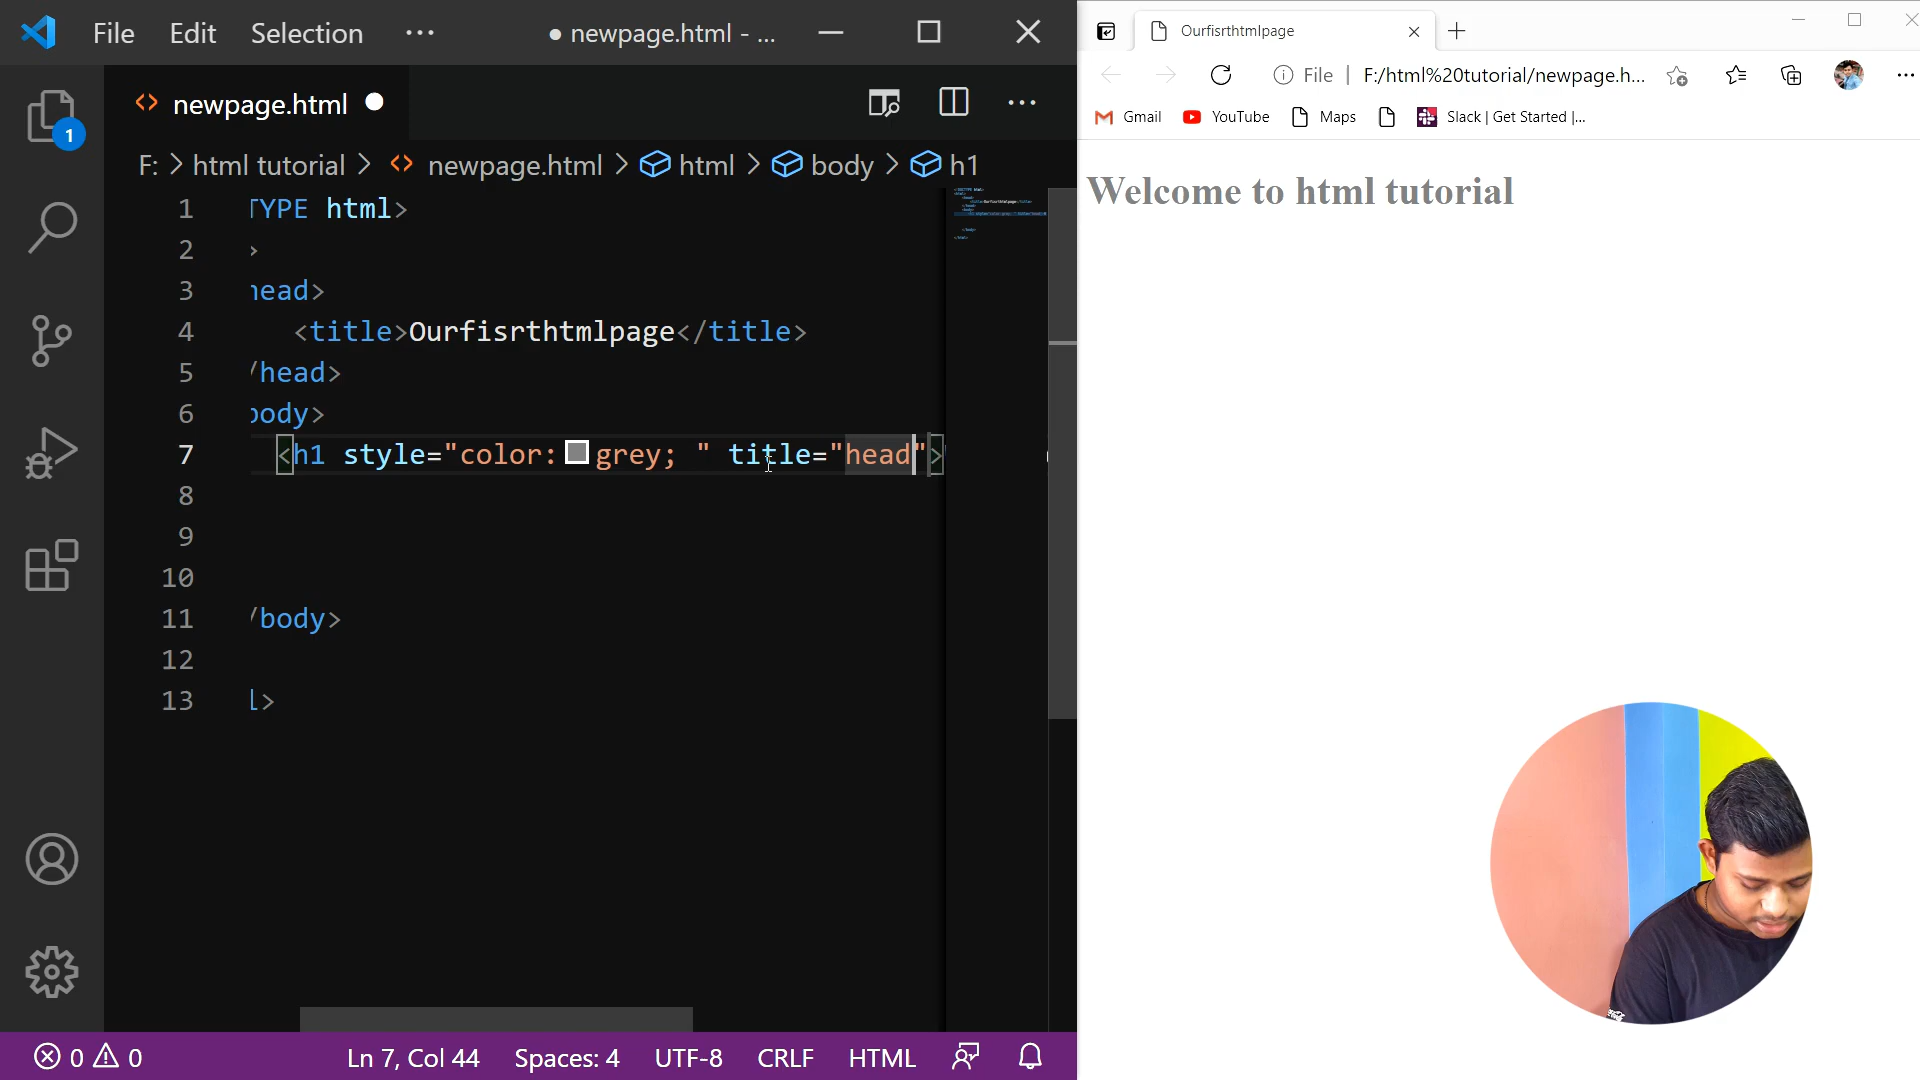 File Edit Selection ··· ● newpage.html - ...
newpage.html
F: > html tutorial > newpage.html > html > body > h1
1 TYPE html>
2 >
3 head>
4 <title>Ourfisrthtmlpage</title>
5 /head>
6 body>
7 <h1 style="color: grey; " title="head">
8
9
10
11 /body>
12
13 l>
1
0 0 Ln 7, Col 44 Spaces: 4 UTF-8 CRLF HTML
Ourfisrthtmlpage
File | F:/html%20tutorial/newpage.h...
Gmail YouTube Maps Slack | Get Started |...
Welcome to html tutorial